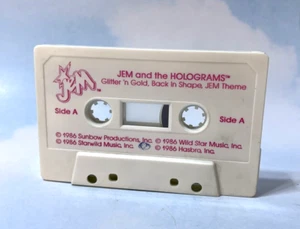 JEM
JEM and the HOLOGRAMS™
Glitter 'n Gold, Back In Shape, JEM Theme
Side A
Side A
© 1986 Sunbow Productions, Inc. © 1986 Wild Star Music, Inc.
© 1986 Starwild Music, Inc. © 1986 Hasbro, Inc.